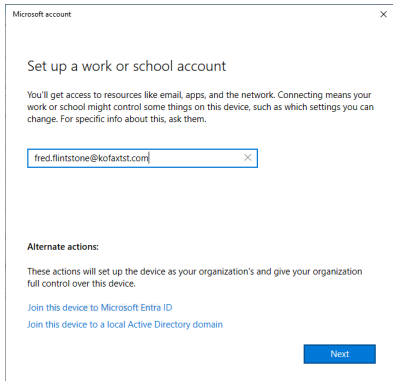 Microsoft account
Set up a work or school account
You'll get access to resources like email, apps, and the network. Connecting means your
work or school might control some things on this device, such as which settings you can
change. For specific info about this, ask them.
fred.flintstone@kofaxtst.com
Alternate actions:
These actions will set up the device as your organization's and give your organization
full control over this device.
Join this device to Microsoft Entra ID
Join this device to a local Active Directory domain
Next